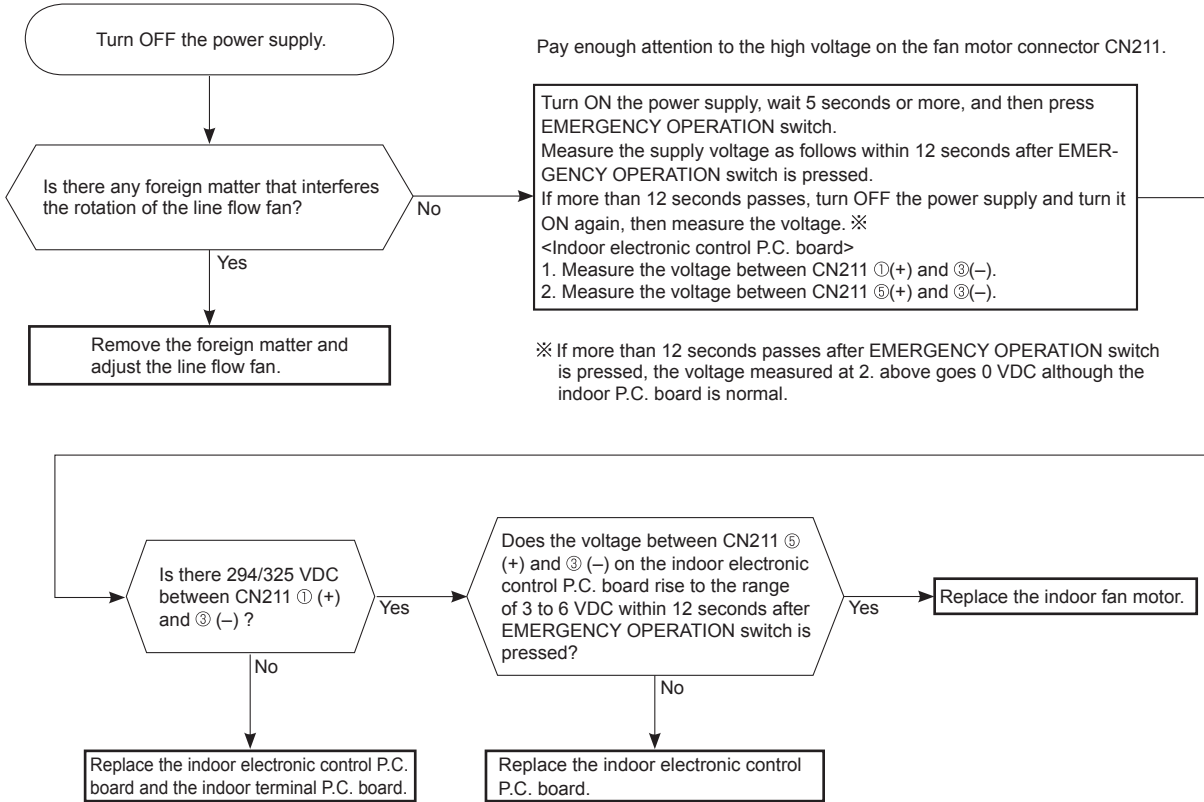 Turn OFF the power supply.
Pay enough attention to the high voltage on the fan motor connector CN211.
Is there any foreign matter that interferes
the rotation of the line flow fan?
No
Yes
Remove the foreign matter and
adjust the line flow fan.
Turn ON the power supply, wait 5 seconds or more, and then press
EMERGENCY OPERATION switch.
Measure the supply voltage as follows within 12 seconds after EMER-
GENCY OPERATION switch is pressed.
If more than 12 seconds passes, turn OFF the power supply and turn it
ON again, then measure the voltage. ※
<Indoor electronic control P.C. board>
1. Measure the voltage between CN211 ①(+) and ③(–).
2. Measure the voltage between CN211 ⑤(+) and ③(–).
※ If more than 12 seconds passes after EMERGENCY OPERATION switch
is pressed, the voltage measured at 2. above goes 0 VDC although the
indoor P.C. board is normal.
Is there 294/325 VDC
between CN211 ① (+)
and ③ (–) ?
Yes
No
Replace the indoor electronic control P.C.
board and the indoor terminal P.C. board.
Does the voltage between CN211 ⑤
(+) and ③ (–) on the indoor electronic
control P.C. board rise to the range
of 3 to 6 VDC within 12 seconds after
EMERGENCY OPERATION switch is
pressed?
Yes
No
Replace the indoor electronic control
P.C. board.
Replace the indoor fan motor.